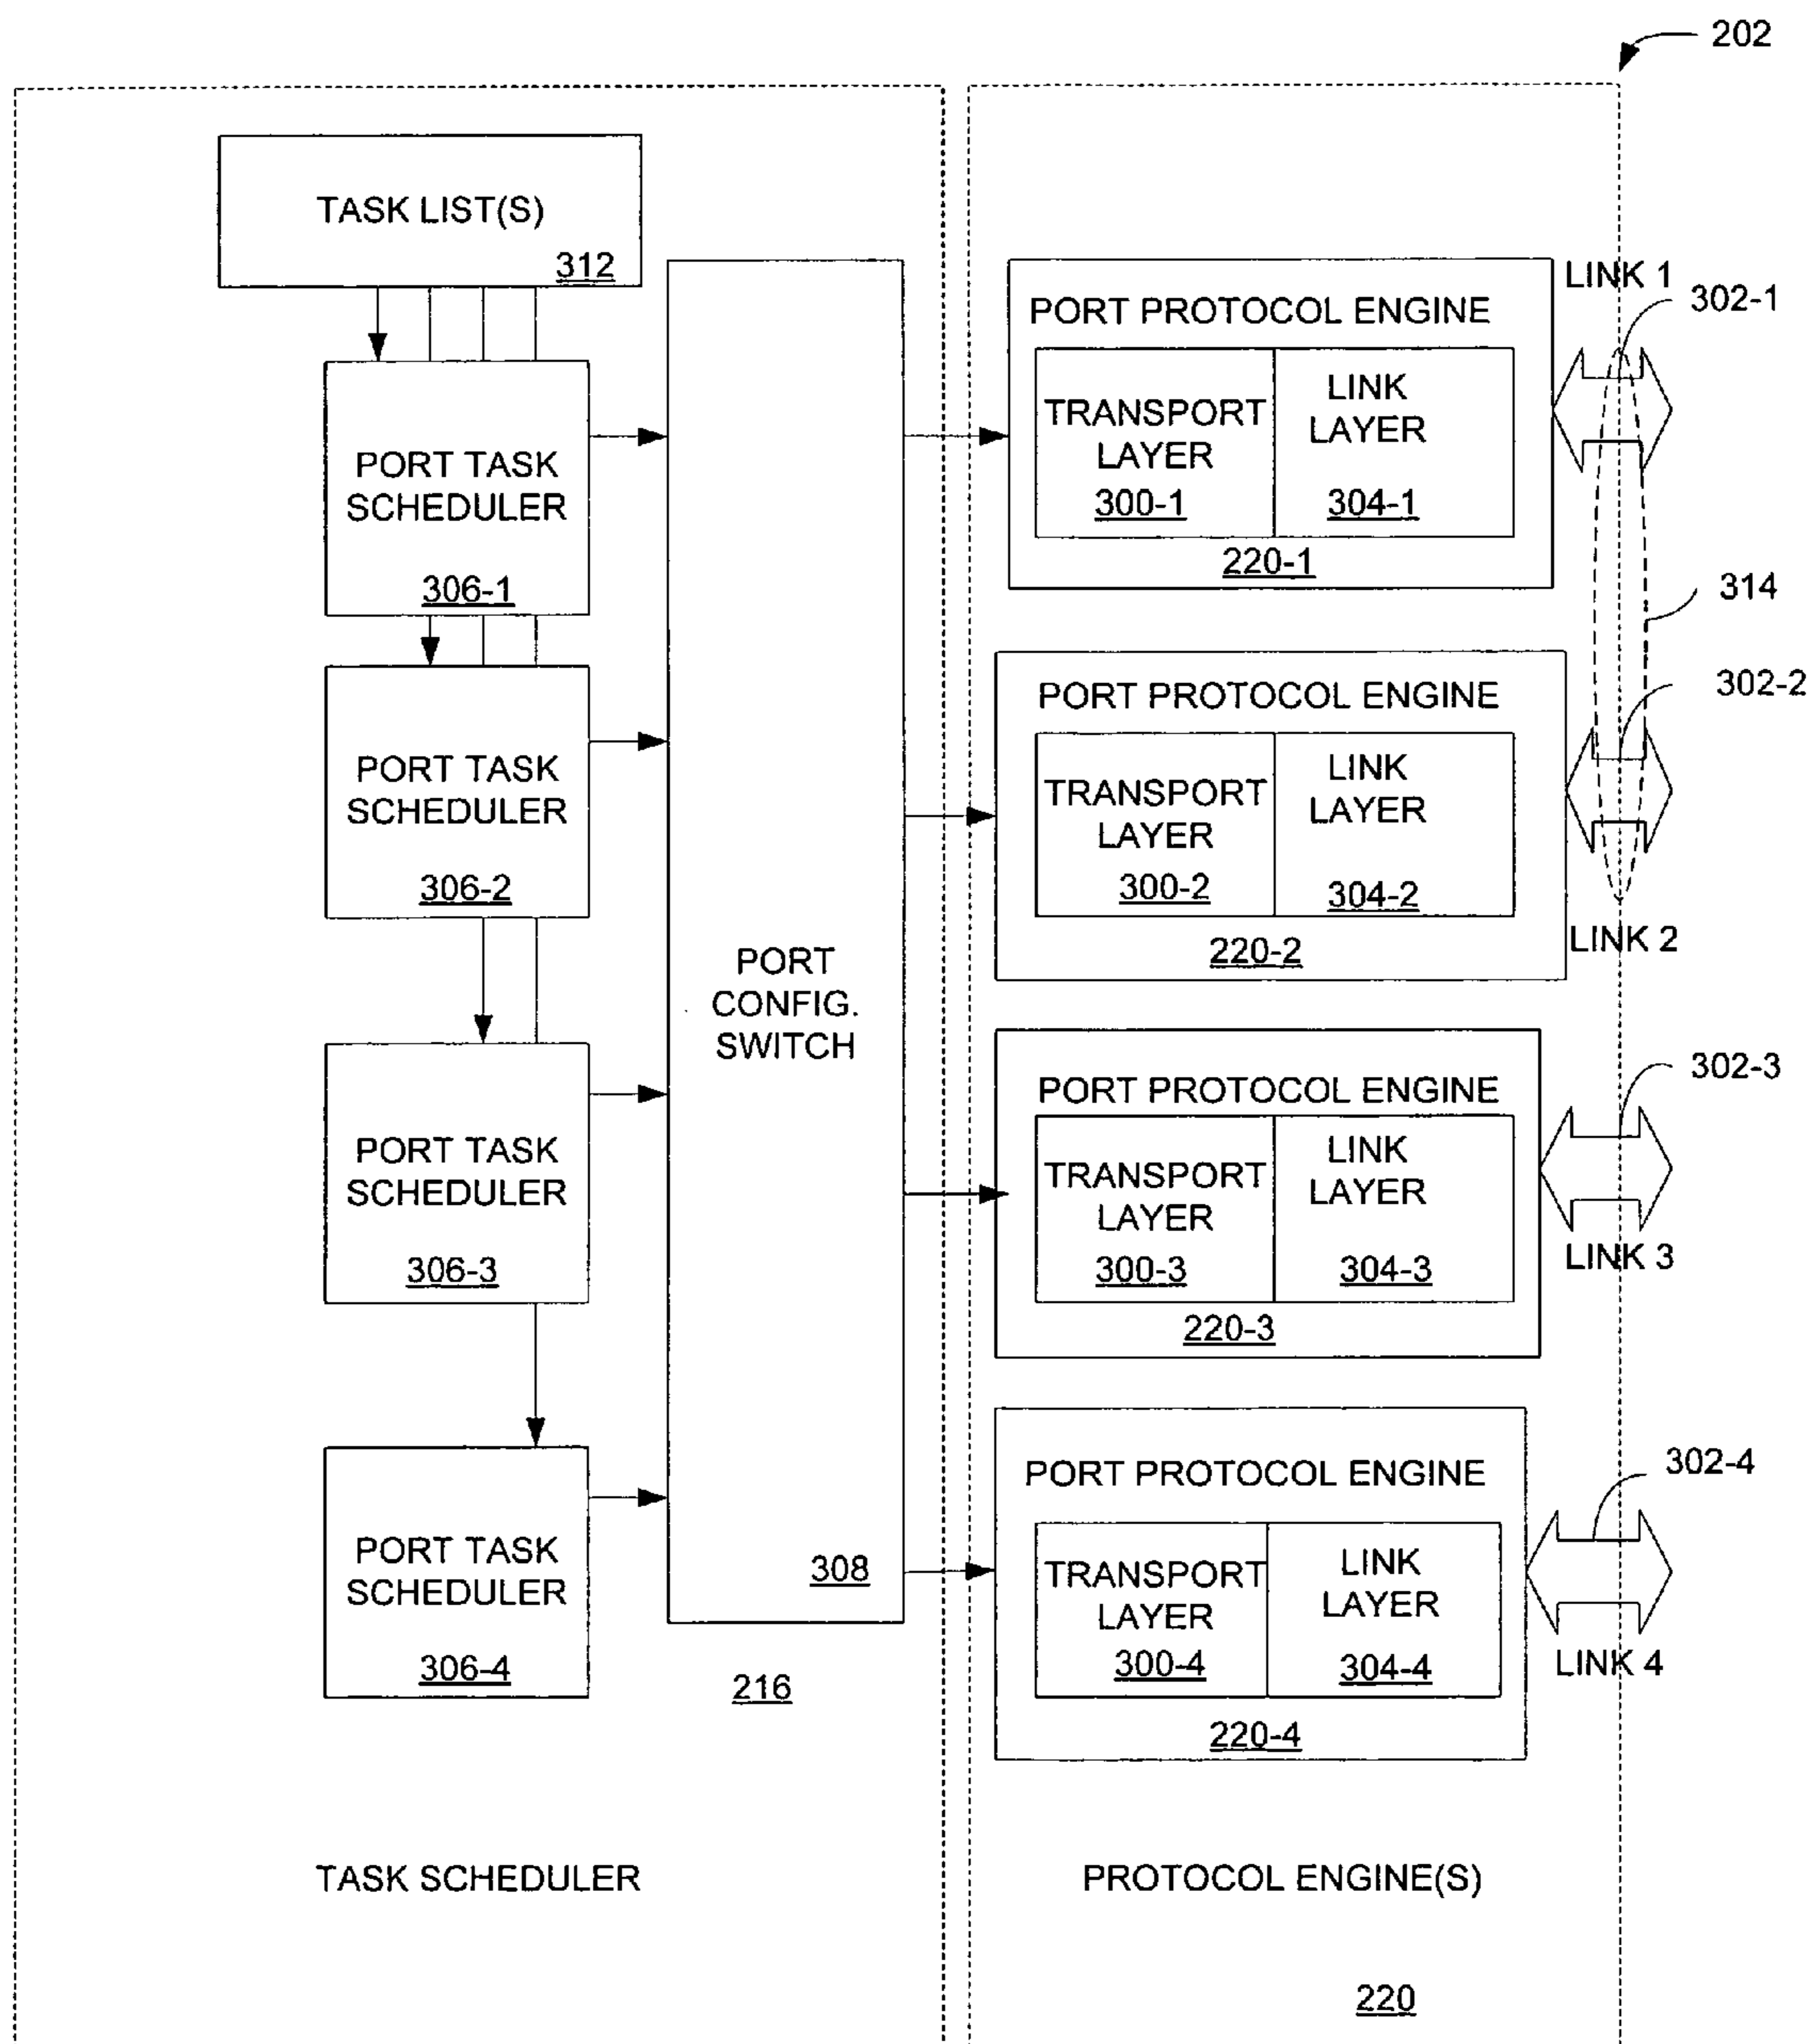 202
TASK LIST(S)
312
PORT TASK
SCHEDULER
306-1
PORT TASK
SCHEDULER
306-2
PORT TASK
SCHEDULER
306-3
PORT TASK
SCHEDULER
306-4
PORT
CONFIG.
SWITCH
308
216
TASK SCHEDULER
PORT PROTOCOL ENGINE
TRANSPORT
LAYER
300-1
LINK
LAYER
304-1
220-1
LINK 1
302-1
314
PORT PROTOCOL ENGINE
TRANSPORT
LAYER
300-2
LINK
LAYER
304-2
220-2
302-2
LINK 2
PORT PROTOCOL ENGINE
TRANSPORT
LAYER
300-3
LINK
LAYER
304-3
220-3
302-3
LINK 3
PORT PROTOCOL ENGINE
TRANSPORT
LAYER
300-4
LINK
LAYER
304-4
220-4
302-4
LINK 4
PROTOCOL ENGINE(S)
220